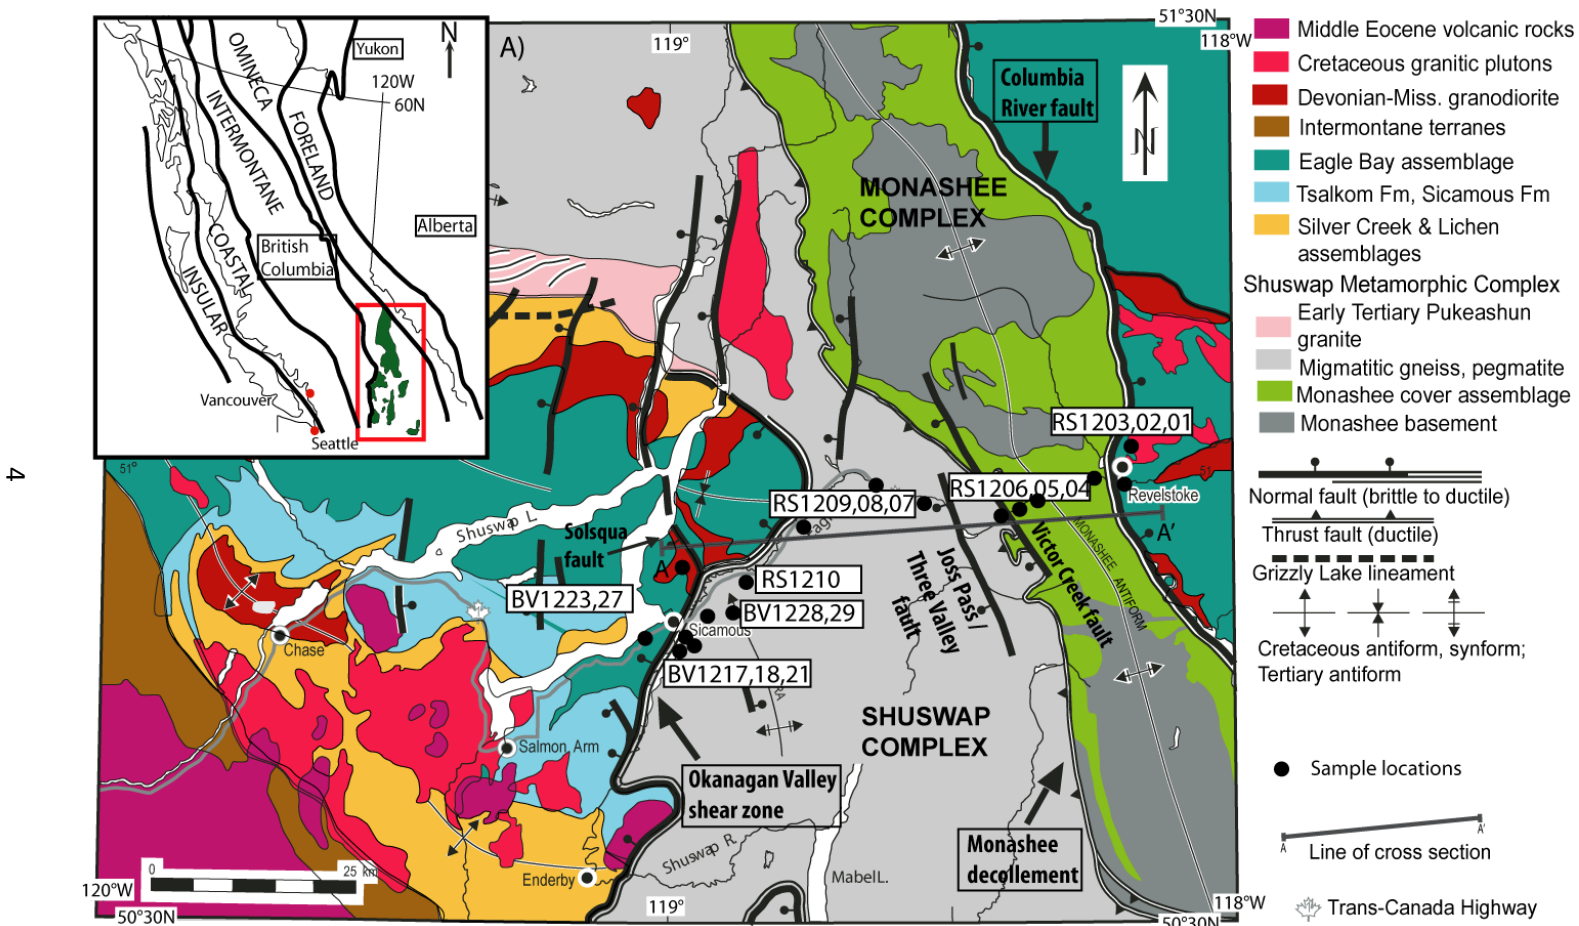 N
Yukon
120W
60N
OMINECA
INTERMONTANE
FORELAND
COASTAL
INSULAR
Alberta
British
Columbia
Vancouver
Seattle
A)
119°
51°30N
118°W
Columbia
River fault
N
MONASHEE
COMPLEX
51°
51
RS1203,02,01
RS1206,05,04
RS1209,08,07
Revelstoke
A'
Shuswap L.
Solsqua
fault
A
RS1210
BV1223,27
BV1228,29
Sicamous
BV1217,18,21
Joss Pass /
Three Valley
fault
Victor Creek fault
MONASHEE ANTIFORM
Chase
Salmon Arm
SHUSWAP
COMPLEX
Okanagan Valley
shear zone
Monashee
decollement
Shuswap R.
Mabel L.
Enderby
0
25 km
120°W
50°30N
119°
118°W
50°30N
Middle Eocene volcanic rocks
Cretaceous granitic plutons
Devonian-Miss. granodiorite
Intermontane terranes
Eagle Bay assemblage
Tsalkom Fm, Sicamous Fm
Silver Creek & Lichen
assemblages
Shuswap Metamorphic Complex
Early Tertiary Pukeashun
granite
Migmatitic gneiss, pegmatite
Monashee cover assemblage
Monashee basement
Normal fault (brittle to ductile)
Thrust fault (ductile)
Grizzly Lake lineament
Cretaceous antiform, synform;
Tertiary antiform
Sample locations
A
A'
Line of cross section
Trans-Canada Highway
4